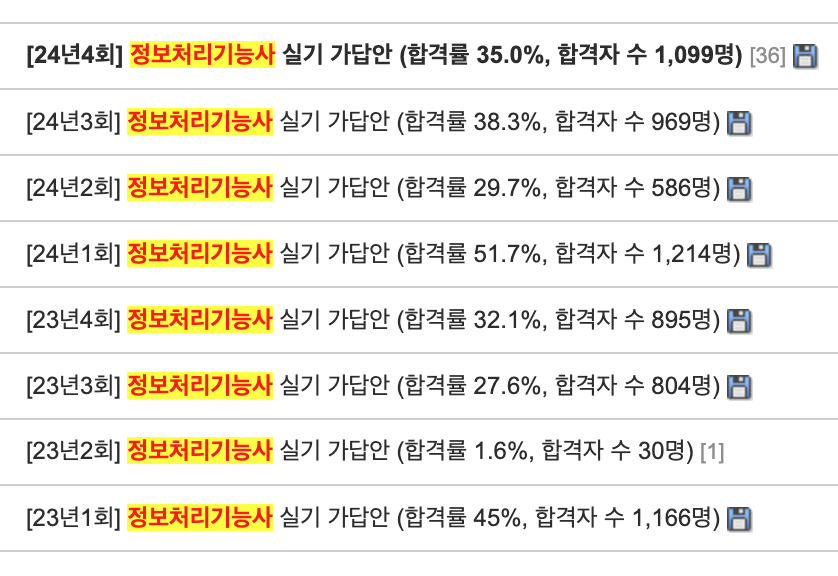 [24년4회] 정보처리기능사 실기 가답안 (합격률 35.0%, 합격자 수 1,099명) [36]
[24년3회] 정보처리기능사 실기 가답안 (합격률 38.3%, 합격자 수 969명)
[24년2회] 정보처리기능사 실기 가답안 (합격률 29.7%, 합격자 수 586명)
[24년1회] 정보처리기능사 실기 가답안 (합격률 51.7%, 합격자 수 1,214명)
[23년4회] 정보처리기능사 실기 가답안 (합격률 32.1%, 합격자 수 895명)
[23년3회] 정보처리기능사 실기 가답안 (합격률 27.6%, 합격자 수 804명)
[23년2회] 정보처리기능사 실기 가답안 (합격률 1.6%, 합격자 수 30명) [1]
[23년1회] 정보처리기능사 실기 가답안 (합격률 45%, 합격자 수 1,166명)